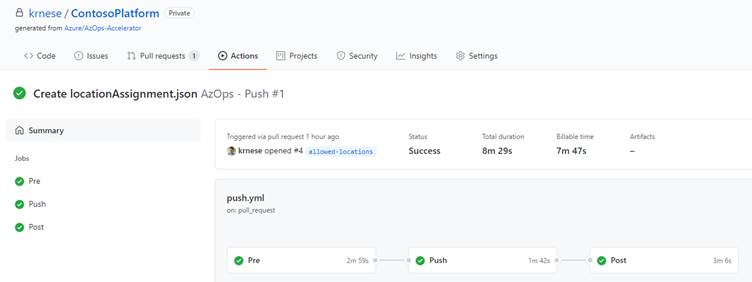 krnese / ContosoPlatform Private
generated from Azure/AzOps-Accelerator
Code Issues Pull requests 1 Actions Projects Security Insights Settings
Create locationAssignment.json AzOps - Push #1
Summary
Jobs
Pre
Push
Post
Triggered via pull request 1 hour ago
krnese opened #4 allowed-locations
Status
Success
Total duration
8m 29s
Billable time
7m 47s
Artifacts
–
push.yml
on: pull_request
Pre 2m 59s
Push 1m 42s
Post 3m 6s